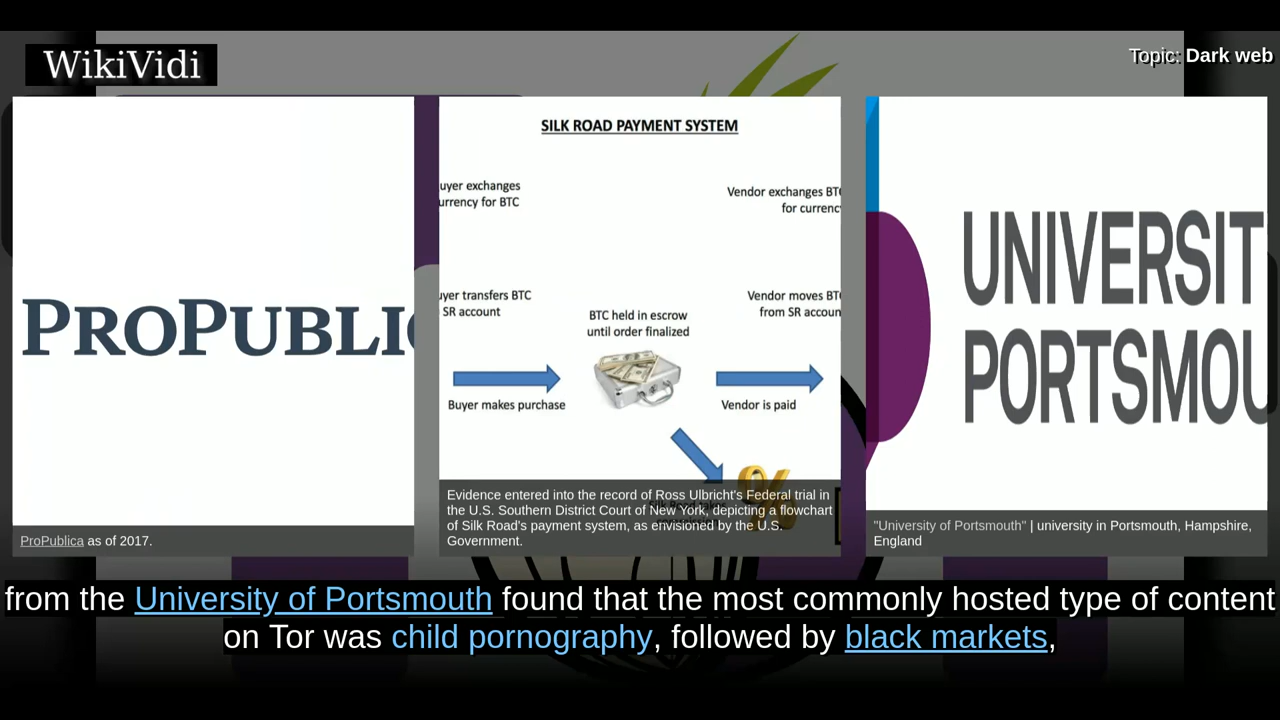 WikiVidi
Topic: Dark web
PROPUBLIC
ProPublica as of 2017.
SILK ROAD PAYMENT SYSTEM
uyer exchanges
urrency for BTC
Vendor exchanges BT
for currenc
uyer transfers BTC
SR account
BTC held in escrow
until order finalized
Vendor moves BT
from SR accoun
Buyer makes purchase
Vendor is paid
%
Evidence entered into the record of Ross Ulbricht's Federal trial in
the U.S. Southern District Court of New York, depicting a flowchart
of Silk Road's payment system, as envisioned by the U.S.
Government.
UNIVERSIT
PORTSMOU
"University of Portsmouth" | university in Portsmouth, Hampshire,
England
from the University of Portsmouth found that the most commonly hosted type of content
on Tor was child pornography, followed by black markets,